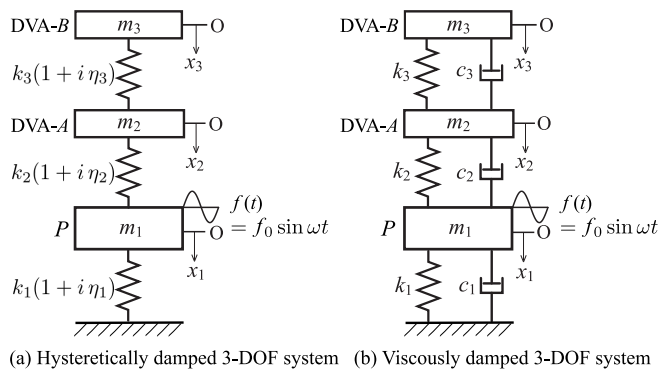 DVA-B m₃ O
x₃
k₃(1 + i η₃)
DVA-A m₂ O
x₂
k₂(1 + i η₂)
f(t)
P m₁ O = f₀ sin ωt
x₁
k₁(1 + i η₁)
(a) Hysteretically damped 3-DOF system
DVA-B m₃ O
x₃
k₃ c₃
DVA-A m₂ O
x₂
k₂ c₂
f(t)
P m₁ O = f₀ sin ωt
x₁
k₁ c₁
(b) Viscously damped 3-DOF system